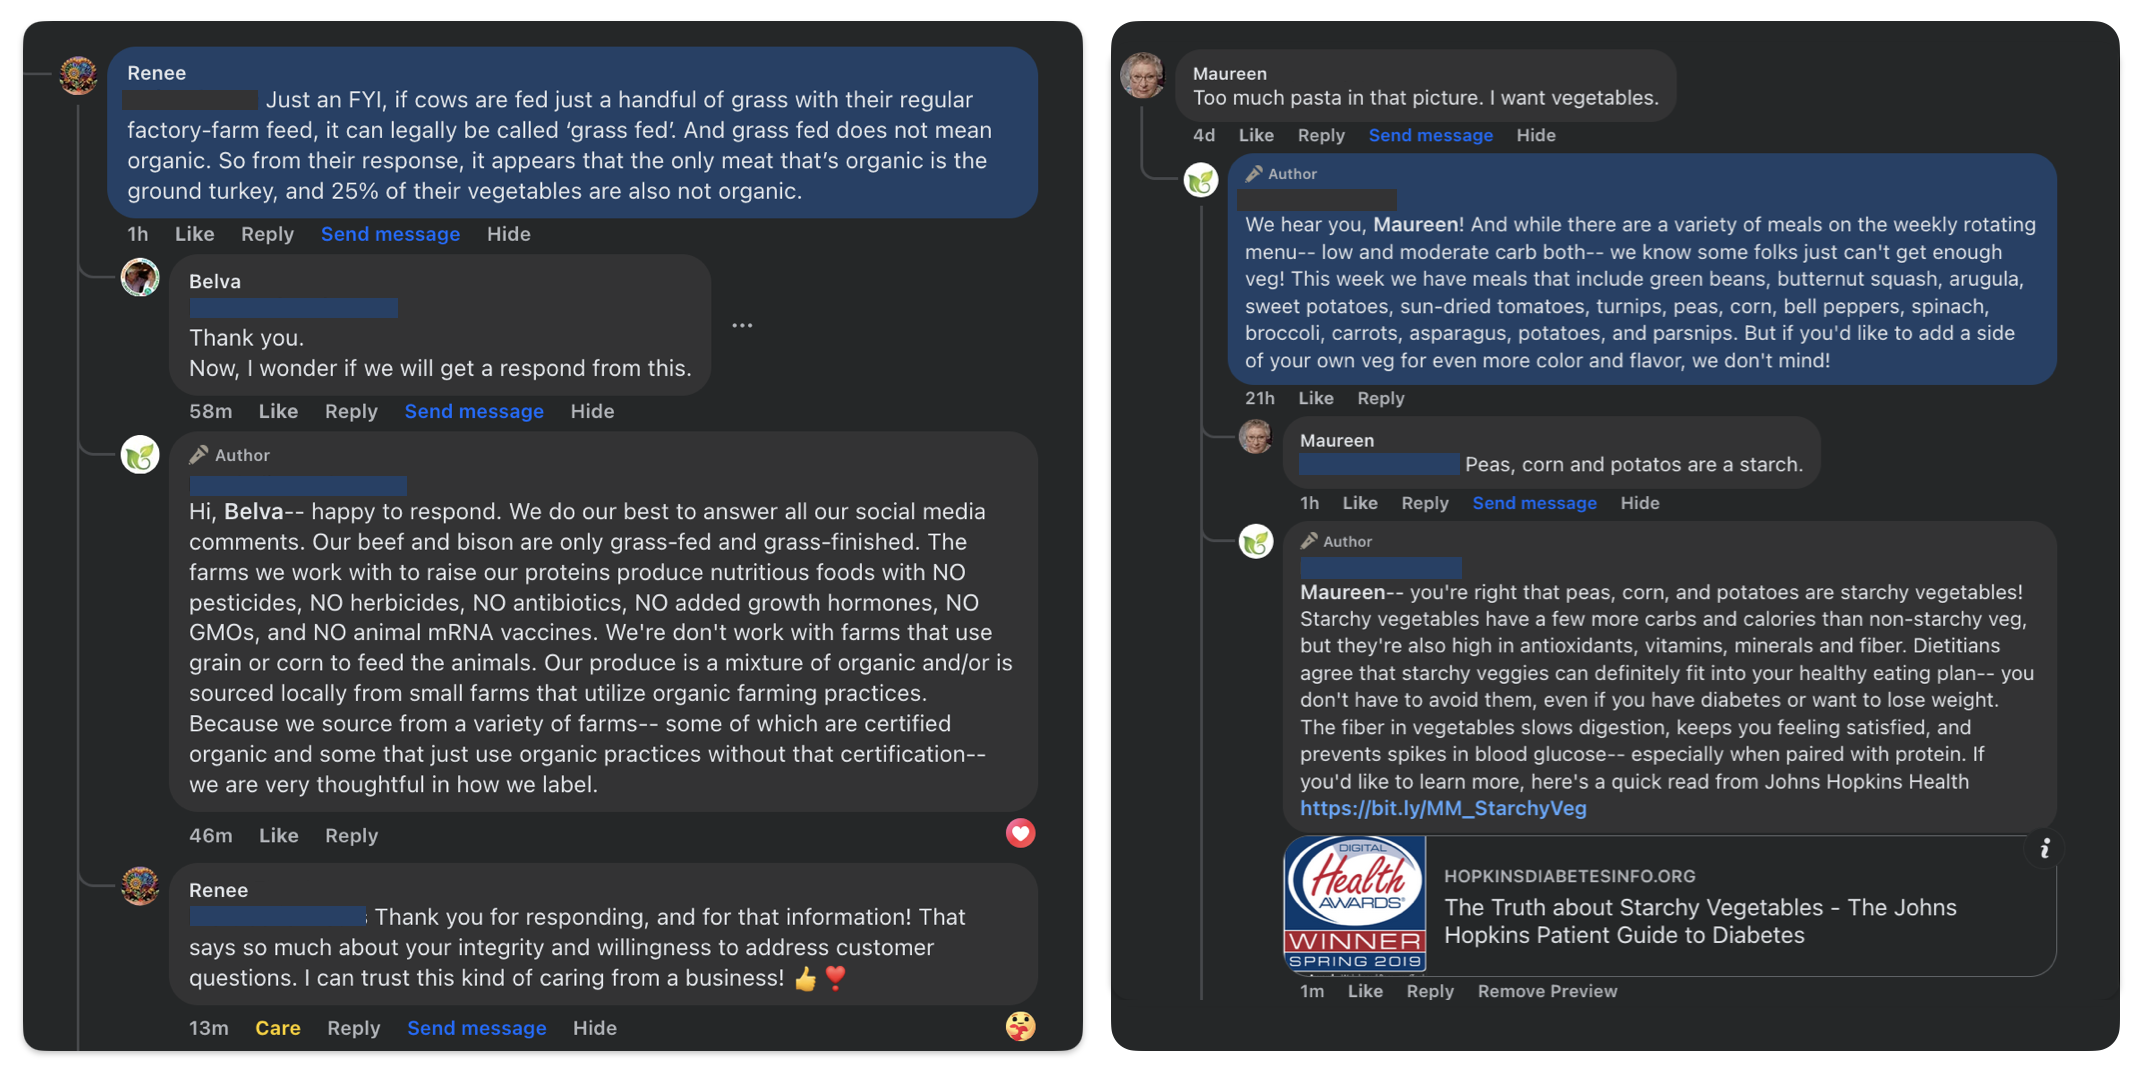 Renee
Just an FYI, if cows are fed just a handful of grass with their regular
factory-farm feed, it can legally be called ‘grass fed’. And grass fed does not mean
organic. So from their response, it appears that the only meat that’s organic is the
ground turkey, and 25% of their vegetables are also not organic.
1h Like Reply Send message Hide
Belva
Thank you.
Now, I wonder if we will get a respond from this.
...
58m Like Reply Send message Hide
Author
Hi, Belva-- happy to respond. We do our best to answer all our social media
comments. Our beef and bison are only grass-fed and grass-finished. The
farms we work with to raise our proteins produce nutritious foods with NO
pesticides, NO herbicides, NO antibiotics, NO added growth hormones, NO
GMOs, and NO animal mRNA vaccines. We're don't work with farms that use
grain or corn to feed the animals. Our produce is a mixture of organic and/or is
sourced locally from small farms that utilize organic farming practices.
Because we source from a variety of farms-- some of which are certified
organic and some that just use organic practices without that certification--
we are very thoughtful in how we label.
46m Like Reply
Renee
Thank you for responding, and for that information! That
says so much about your integrity and willingness to address customer
questions. I can trust this kind of caring from a business! 👍❣️
13m Care Reply Send message Hide
Maureen
Too much pasta in that picture. I want vegetables.
4d Like Reply Send message Hide
Author
We hear you, Maureen! And while there are a variety of meals on the weekly rotating
menu-- low and moderate carb both-- we know some folks just can't get enough
veg! This week we have meals that include green beans, butternut squash, arugula,
sweet potatoes, sun-dried tomatoes, turnips, peas, corn, bell peppers, spinach,
broccoli, carrots, asparagus, potatoes, and parsnips. But if you'd like to add a side
of your own veg for even more color and flavor, we don't mind!
21h Like Reply
Maureen
Peas, corn and potatos are a starch.
1h Like Reply Send message Hide
Author
Maureen-- you're right that peas, corn, and potatoes are starchy vegetables!
Starchy vegetables have a few more carbs and calories than non-starchy veg,
but they're also high in antioxidants, vitamins, minerals and fiber. Dietitians
agree that starchy veggies can definitely fit into your healthy eating plan-- you
don't have to avoid them, even if you have diabetes or want to lose weight.
The fiber in vegetables slows digestion, keeps you feeling satisfied, and
prevents spikes in blood glucose-- especially when paired with protein. If
you'd like to learn more, here's a quick read from Johns Hopkins Health
https://bit.ly/MM_StarchyVeg
DIGITAL
Health
AWARDS
WINNER
SPRING 2019
HOPKINSDIABETESINFO.ORG
The Truth about Starchy Vegetables - The Johns
Hopkins Patient Guide to Diabetes
1m Like Reply Remove Preview